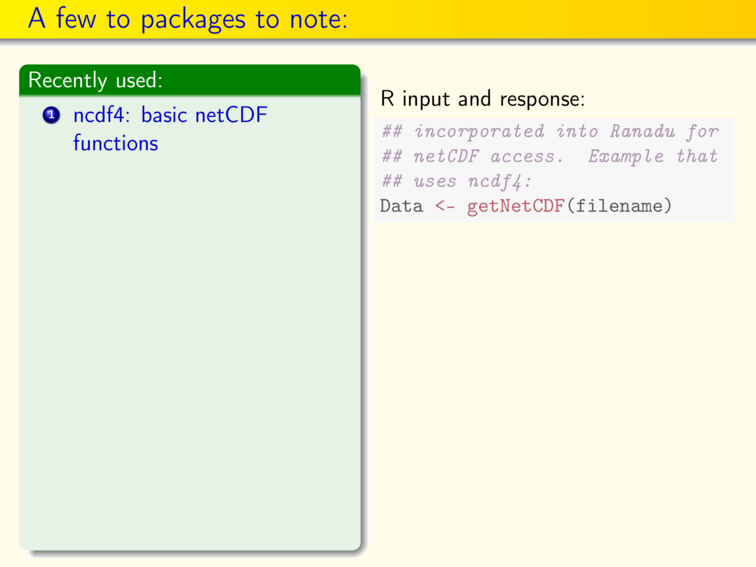 A few to packages to note:
Recently used:
1 ncdf4: basic netCDF
functions
R input and response:
## incorporated into Ranadu for
## netCDF access. Example that
## uses ncdf4:
Data <- getNetCDF(filename)